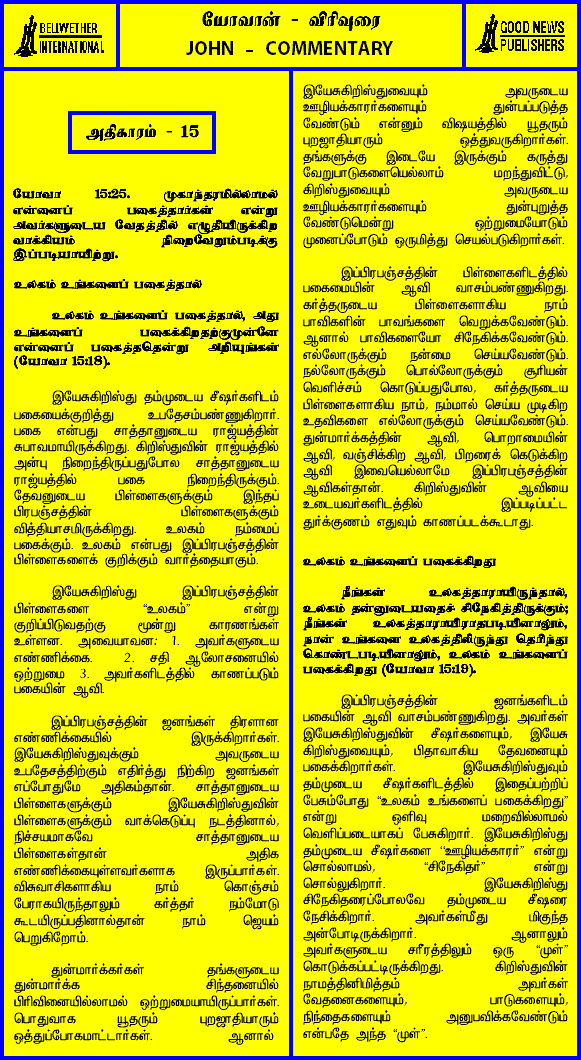 BELWETHER
INTERNATIONAL
யோவான் - விரிவுரை
JOHN - COMMENTARY
GOOD NEWS
PUBLISHERS
அதிகாரம் - 15
யோவா 15:25. முகாந்தரமில்லாமல்
என்னைப் பகைத்தார்கள் என்று
அவர்களுடைய வேதத்தில் எழுதியிருக்கிற
வாக்கியம் நிறைவேறும்படிக்கு
இப்படியாயிற்று.
உலகம் உங்களைப் பகைத்தால்
உலகம் உங்களைப் பகைத்தால், அது
உங்களைப் பகைக்கிறதற்குமுன்னே
என்னைப் பகைத்ததென்று அறியுங்கள்
(யோவா 15:18).
இயேசுகிறிஸ்து தம்முடைய சீஷர்களிடம்
பகையைக்குறித்து உபதேசம்பண்ணுகிறார்.
பகை என்பது சாத்தானுடைய ராஜ்யத்தின்
சுபாவமாயிருக்கிறது. கிறிஸ்துவின் ராஜ்யத்தில்
அன்பு நிறைந்திருப்பதுபோல சாத்தானுடைய
ராஜ்யத்தில் பகை நிறைந்திருக்கும்.
தேவனுடைய பிள்ளைகளுக்கும் இந்தப்
பிரபஞ்சத்தின் பிள்ளைகளுக்கும்
வித்தியாசமிருக்கிறது. உலகம் நம்மைப்
பகைக்கும். உலகம் என்பது இப்பிரபஞ்சத்தின்
பிள்ளைகளைக் குறிக்கும் வார்த்தையாகும்.
இயேசுகிறிஸ்து இப்பிரபஞ்சத்தின்
பிள்ளைகளை “உலகம்” என்று
குறிப்பிடுவதற்கு மூன்று காரணங்கள்
உள்ளன. அவையாவன: 1. அவர்களுடைய
எண்ணிக்கை. 2. சதி ஆலோசனையில்
ஒற்றுமை 3. அவர்களிடத்தில் காணப்படும்
பகையின் ஆவி.
இப்பிரபஞ்சத்தின் ஜனங்கள் திரளான
எண்ணிக்கையில் இருக்கிறார்கள்.
இயேசுகிறிஸ்துவுக்கும் அவருடைய
உபதேசத்திற்கும் எதிர்த்து நிற்கிற ஜனங்கள்
எப்போதுமே அதிகம்தான். சாத்தானுடைய
பிள்ளைகளுக்கும் இயேசுகிறிஸ்துவின்
பிள்ளைகளுக்கும் வாக்கெடுப்பு நடத்தினால்,
நிச்சயமாகவே சாத்தானுடைய
பிள்ளைகள்தான் அதிக
எண்ணிக்கையுள்ளவர்களாக இருப்பார்கள்.
விசுவாசிகளாகிய நாம் கொஞ்சம்
பேராகயிருந்தாலும் கர்த்தர் நம்மோடு
கூடயிருப்பதினால்தான் நாம் ஜெயம்
பெறுகிறோம்.
துன்மார்க்கர்கள் தங்களுடைய
துன்மார்க்க சிந்தனையில்
பிரிவினையில்லாமல் ஒற்றுமையாயிருப்பார்கள்.
பொதுவாக யூதரும் புறஜாதியாரும்
ஒத்துப்போகமாட்டார்கள். ஆனால்
இயேசுகிறிஸ்துவையும் அவருடைய
ஊழியக்காரர்களையும் துன்பப்படுத்த
வேண்டும் என்னும் விஷயத்தில் யூதரும்
புறஜாதியாரும் ஒத்துவருகிறார்கள்.
தங்களுக்கு இடையே இருக்கும் கருத்து
வேறுபாடுகளையெல்லாம் மறந்துவிட்டு,
கிறிஸ்துவையும் அவருடைய
ஊழியக்காரர்களையும் துன்புறுத்த
வேண்டுமென்று ஒற்றுமையோடும்
முனைப்போடும் ஒருமித்து செயல்படுகிறார்கள்.
இப்பிரபஞ்சத்தின் பிள்ளைகளிடத்தில்
பகைமையின் ஆவி வாசம்பண்ணுகிறது.
கர்த்தருடைய பிள்ளைகளாகிய நாம்
பாவிகளின் பாவங்களை வெறுக்கவேண்டும்.
ஆனால் பாவிகளையோ சிநேகிக்கவேண்டும்.
எல்லோருக்கும் நன்மை செய்யவேண்டும்.
நல்லோருக்கும் பொல்லோருக்கும் சூரியன்
வெளிச்சம் கொடுப்பதுபோல, கர்த்தருடைய
பிள்ளைகளாகிய நாம், நம்மால் செய்ய முடிகிற
உதவிகளை எல்லோருக்கும் செய்யவேண்டும்.
துன்மார்க்கத்தின் ஆவி, பொறாமையின்
ஆவி, வஞ்சிக்கிற ஆவி, பிறரைக் கெடுக்கிற
ஆவி இவையெல்லாமே இப்பிரபஞ்சத்தின்
ஆவிகள்தான். கிறிஸ்துவின் ஆவியை
உடையவர்களிடத்தில் இப்படிப்பட்ட
துர்க்குணம் எதுவும் காணப்படக்கூடாது.
உலகம் உங்களைப் பகைக்கிறது
நீங்கள் உலகத்தாராயிருந்தால்,
உலகம் தன்னுடையதைச் சிநேகித்திருக்கும்;
நீங்கள் உலகத்தாராயிராதபடியினாலும்,
நான் உங்களை உலகத்திலிருந்து தெரிந்து
கொண்டபடியினாலும், உலகம் உங்களைப்
பகைக்கிறது (யோவா 15:19).
இப்பிரபஞ்சத்தின் ஜனங்களிடம்
பகையின் ஆவி வாசம்பண்ணுகிறது. அவர்கள்
இயேசுகிறிஸ்துவின் சீஷர்களையும், இயேசு
கிறிஸ்துவையும், பிதாவாகிய தேவனையும்
பகைக்கிறார்கள். இயேசுகிறிஸ்துவும்
தம்முடைய சீஷர்களிடத்தில் இதைப்பற்றிப்
பேசும்போது “உலகம் உங்களைப் பகைக்கிறது”
என்று ஒளிவு மறைவில்லாமல்
வெளிப்படையாகப் பேசுகிறார். இயேசுகிறிஸ்து
தம்முடைய சீஷர்களை “ஊழியக்காரர்” என்று
சொல்லாமல், “சிநேகிதர்” என்று
சொல்லுகிறார். இயேசுகிறிஸ்து
சிநேகிதரைப்போலவே தம்முடைய சீஷரை
நேசிக்கிறார். அவர்கள்மீது மிகுந்த
அன்போடிருக்கிறார். ஆனாலும்
அவர்களுடைய சரீரத்திலும் ஒரு “முள்”
கொடுக்கப்பட்டிருக்கிறது. கிறிஸ்துவின்
நாமத்தினிமித்தம் அவர்கள்
வேதனைகளையும், பாடுகளையும்,
நிந்தைகளையும் அனுபவிக்கவேண்டும்
என்பதே அந்த “முள்”.